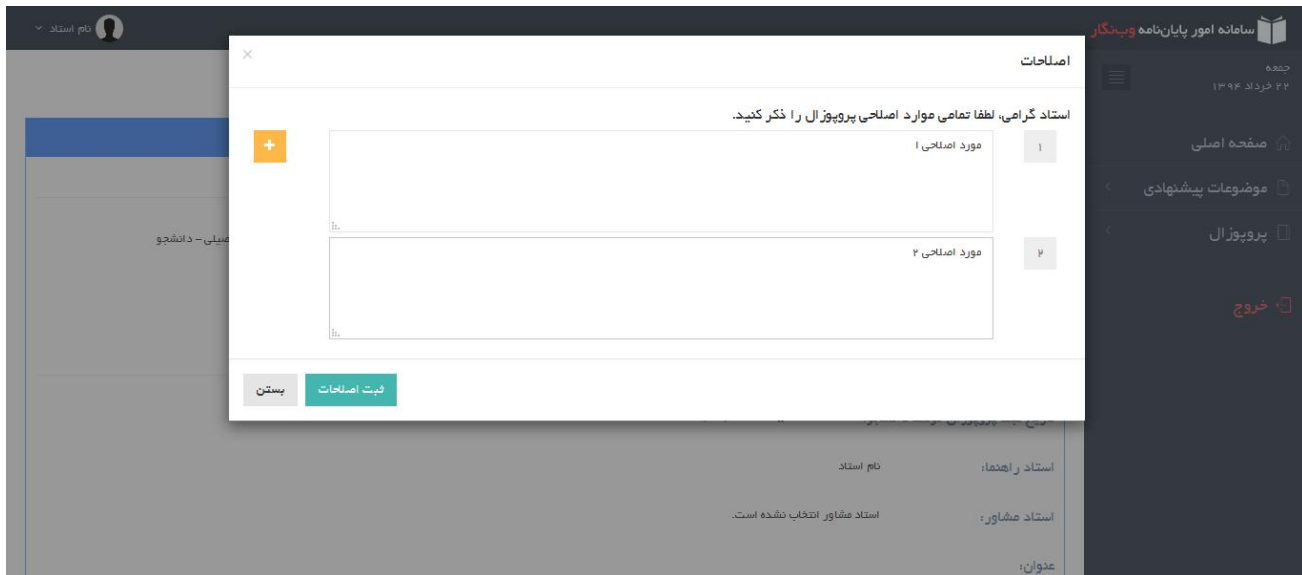 سامانه امور پایان‌نامه وب‌نگار
نام استاد
جمعه
۲۲ خرداد ۱۳۹۴
صفحه اصلی
موضوعات پیشنهادی
پروپوزال
خروج
اصلاحات
×
استاد گرامی، لطفا تمامی موارد اصلاحی پروپوزال را ذکر کنید.
۱
مورد اصلاحی ۱
+
۲
مورد اصلاحی ۲
ثبت اصلاحات
بستن
دانشجو
استاد راهنما:
نام استاد
استاد مشاور:
استاد مشاور انتخاب نشده است.
عنوان: